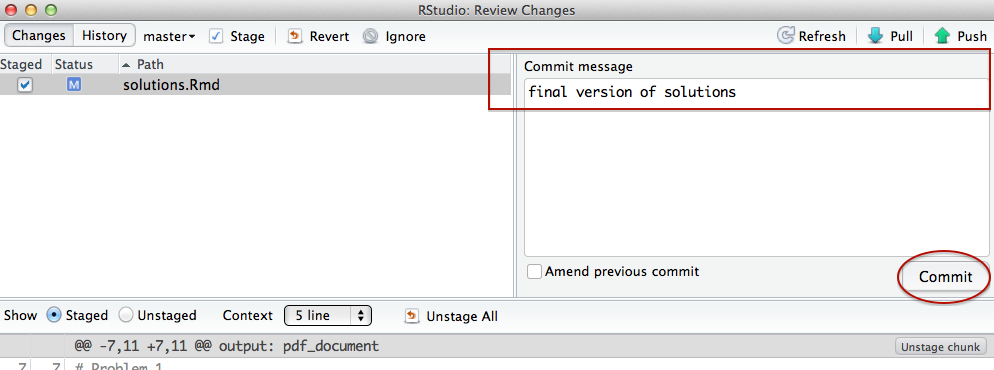 RStudio: Review Changes
Changes History master Stage Revert Ignore Refresh Pull Push
Staged Status Path
M solutions.Rmd
Commit message
final version of solutions
Amend previous commit
Commit
Show Staged Unstaged Context 5 line Unstage All
@@ -7,11 +7,11 @@ output: pdf_document
Unstage chunk
7 7 # Problem 1